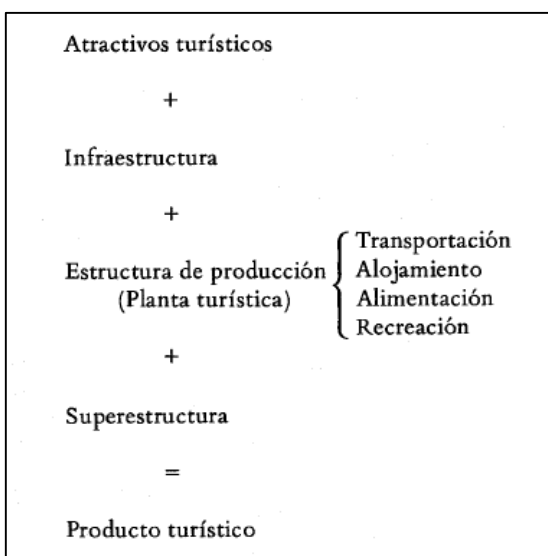 Atractivos turísticos
+
Infraestructura
+
Estructura de producción
(Planta turística)
Transportación
Alojamiento
Alimentación
Recreación
+
Superestructura
=
Producto turístico